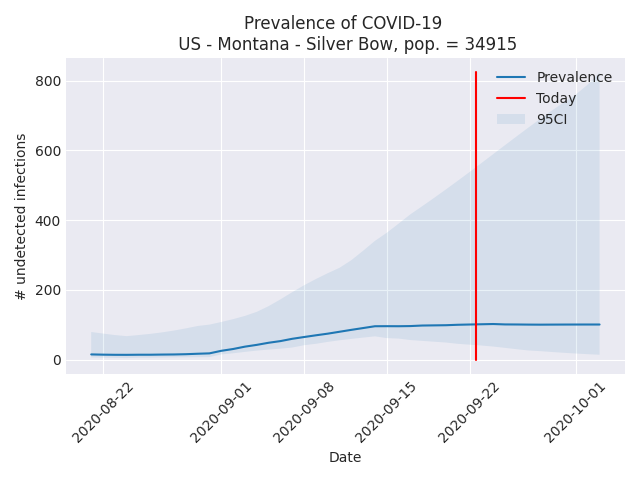 Prevalence of COVID-19
US - Montana - Silver Bow, pop. = 34915
Prevalence
Today
95CI
# undetected infections
800
600
400
200
0
2020-08-22
2020-09-01
2020-09-08
2020-09-15
2020-09-22
2020-10-01
Date